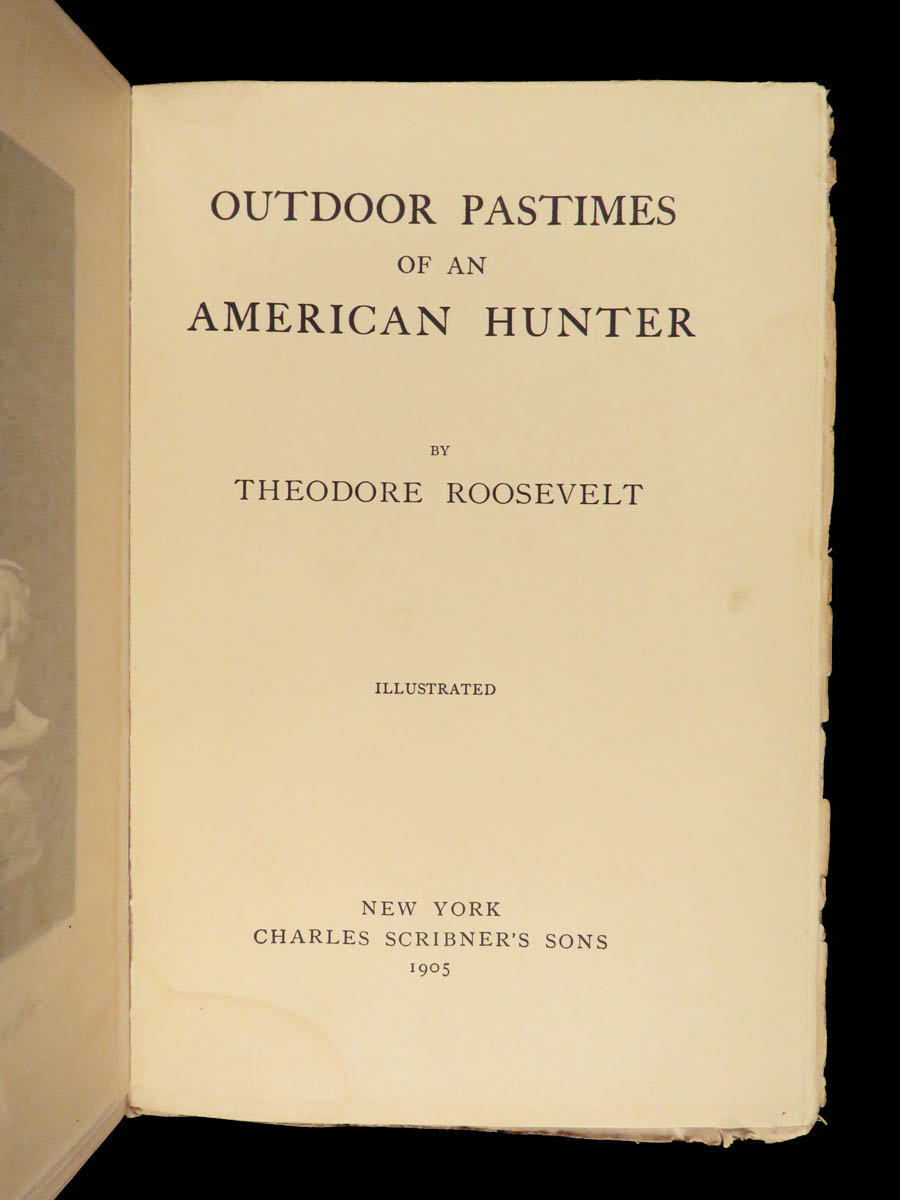 OUTDOOR PASTIMES
OF AN
AMERICAN HUNTER
BY
THEODORE ROOSEVELT
ILLUSTRATED
NEW YORK
CHARLES SCRIBNER'S SONS
1905